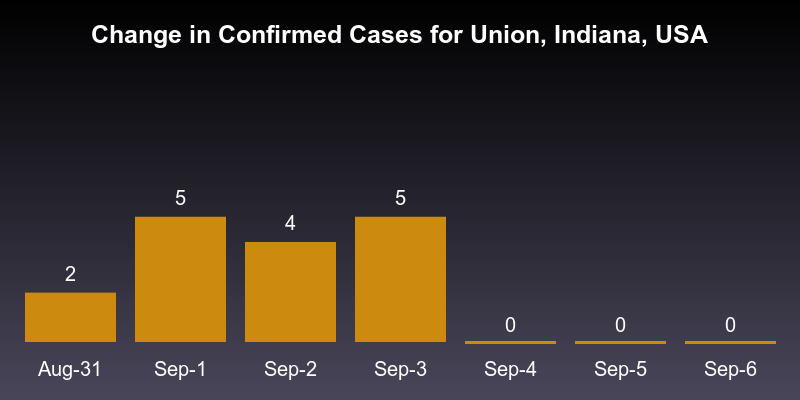 Change in Confirmed Cases for Union, Indiana, USA
2
5
4
5
0
0
0
Aug-31
Sep-1
Sep-2
Sep-3
Sep-4
Sep-5
Sep-6